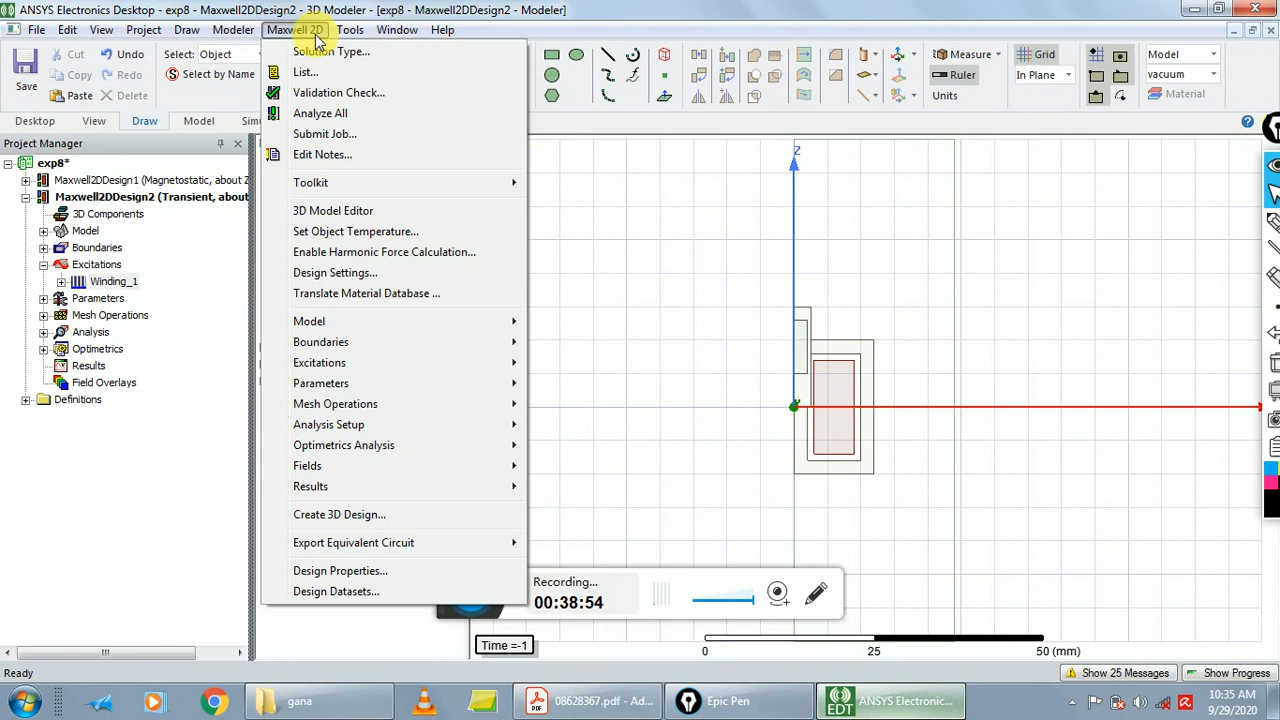 ANSYS Electronics Desktop - exp8 - Maxwell2DDesign2 - 3D Modeler - [exp8 - Maxwell2DDesign2 - Modeler]
File Edit View Project Draw Modeler Maxwell 2D Tools Window Help
Save
Cut
Copy
Paste
Undo
Redo
Delete
Select: Object
Select by Name
Measure
Ruler
Units
Grid
In Plane
Model
vacuum
Material
Desktop View Draw Model
Project Manager
exp8*
Maxwell2DDesign1 (Magnetostatic, about Z
Maxwell2DDesign2 (Transient, about
3D Components
Model
Boundaries
Excitations
Winding_1
Parameters
Mesh Operations
Analysis
Optimetrics
Results
Field Overlays
Definitions
Solution Type...
List...
Validation Check...
Analyze All
Submit Job...
Edit Notes...
Toolkit
3D Model Editor
Set Object Temperature...
Enable Harmonic Force Calculation...
Design Settings...
Translate Material Database ...
Model
Boundaries
Excitations
Parameters
Mesh Operations
Analysis Setup
Optimetrics Analysis
Fields
Results
Create 3D Design...
Export Equivalent Circuit
Design Properties...
Design Datasets...
Z
Recording...
00:38:54
Time =-1
0 25 50 (mm)
Ready
Show 25 Messages
Show Progress
gana
08628367.pdf - Ad...
Epic Pen
ANSYS Electronic...
10:35 AM
9/29/2020